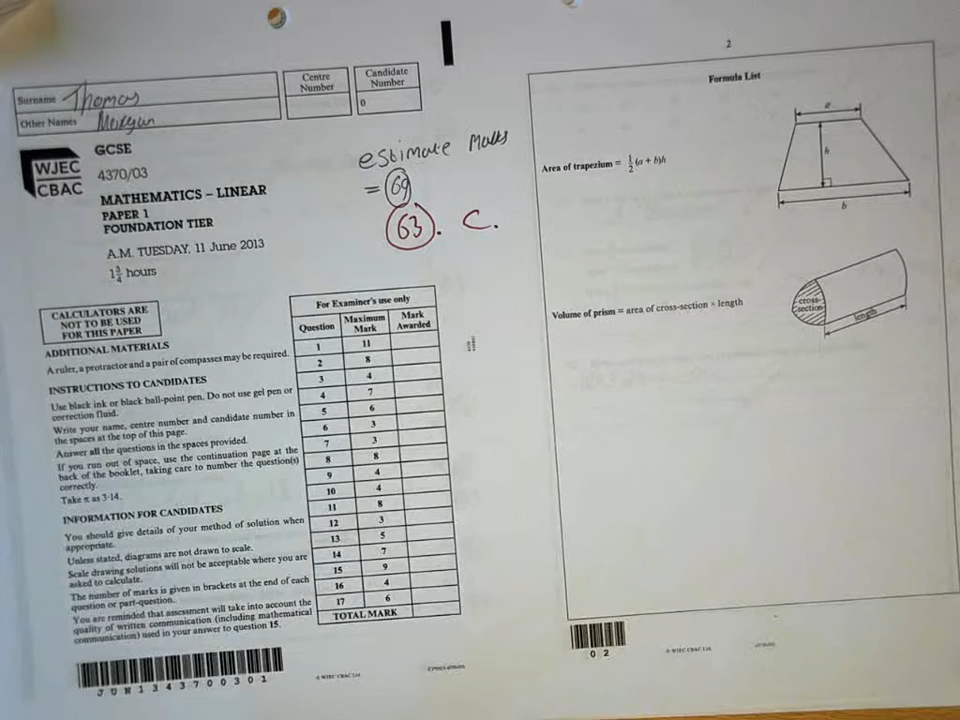 Surname Thomas
Other Names Morgan
Centre Number
Candidate Number
0
WJEC
CBAC
GCSE
4370/03
MATHEMATICS – LINEAR
PAPER 1
FOUNDATION TIER
A.M. TUESDAY, 11 June 2013
1¾ hours
estimate Marks
= 69
63. C.
CALCULATORS ARE
NOT TO BE USED
FOR THIS PAPER
ADDITIONAL MATERIALS
A ruler, a protractor and a pair of compasses may be required.
INSTRUCTIONS TO CANDIDATES
Use black ink or black ball-point pen. Do not use gel pen or
correction fluid.
Write your name, centre number and candidate number in
the spaces at the top of this page.
Answer all the questions in the spaces provided.
If you run out of space, use the continuation page at the
back of the booklet, taking care to number the question(s)
correctly.
Take π as 3·14.
INFORMATION FOR CANDIDATES
You should give details of your method of solution when
appropriate.
Unless stated, diagrams are not drawn to scale.
Scale drawing solutions will not be acceptable where you are
asked to calculate.
The number of marks is given in brackets at the end of each
question or part-question.
You are reminded that assessment will take into account the
quality of written communication (including mathematical
communication) used in your answer to question 15.
For Examiner's use only
Question Maximum Mark Mark Awarded
1 11
2 8
3 4
4 7
5 6
6 3
7 3
8 8
9 4
10 4
11 8
12 3
13 5
14 7
15 9
16 4
17 6
TOTAL MARK
JUN1343700301
© WJEC CBAC Ltd.
2
Formula List
Area of trapezium = ½ (a + b)h
a
h
b
Volume of prism = area of cross-section × length
cross-
section
length
02
© WJEC CBAC Ltd.